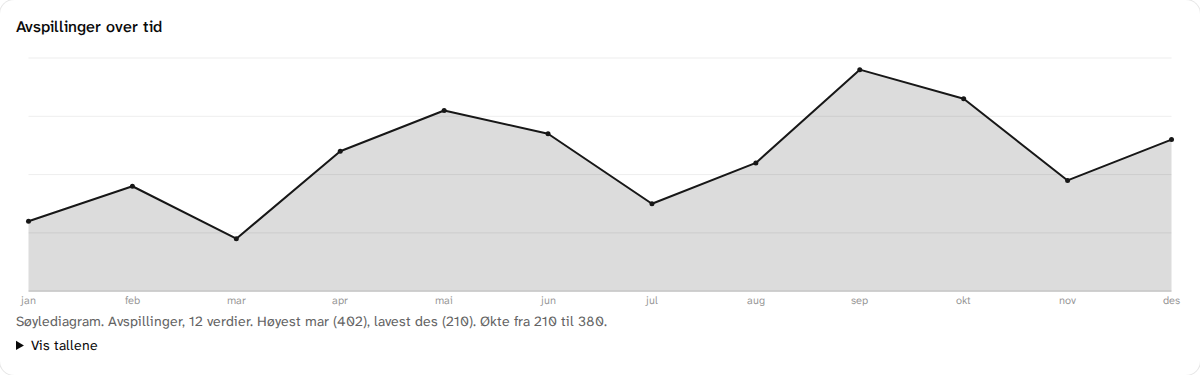 Avspillinger over tid
jan feb mar apr mai jun jul aug sep okt nov des
Søylediagram. Avspillinger, 12 verdier. Høyest mar (402), lavest des (210). Økte fra 210 til 380.
▶ Vis tallene